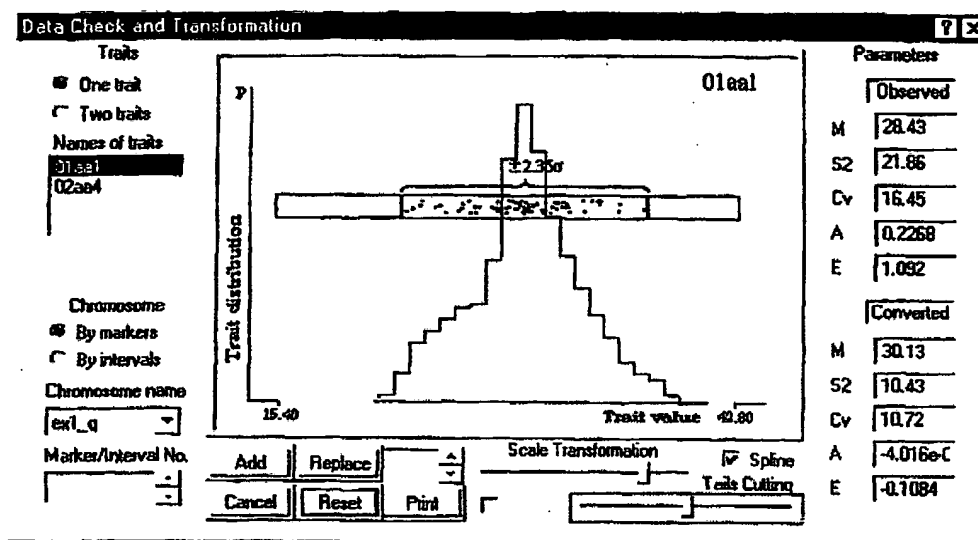 Data Check and Transformation
Traits
One trait
Two traits
Names of traits
01aa1
02aa4
Chromosome
By markers
By intervals
Chromosome name
ex1_q
Marker/Interval No.
P
01aa1
±2.35σ
Trait distribution
15.40
Trait value
Add
Replace
Cancel
Reset
Print
Scale Transformation
Spline
Tails Cutting
Parameters
Observed
M 28.43
S2 21.86
Cv 16.45
A 0.2268
E 1.092
Converted
M 30.13
S2 10.43
Cv 10.72
A
E -0.1084